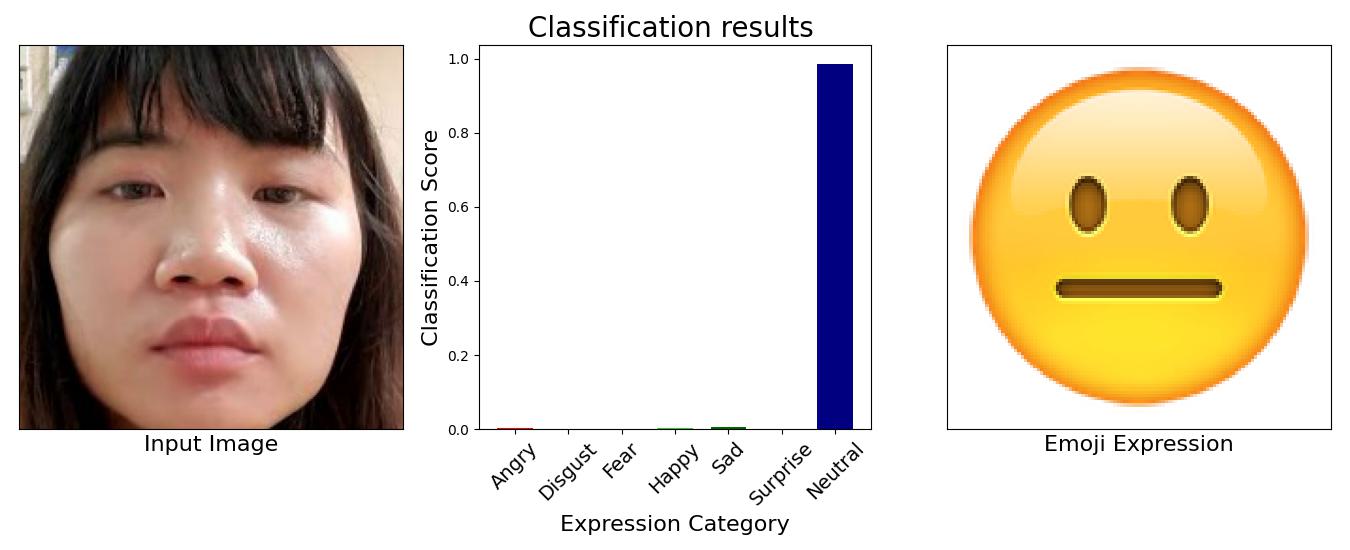 Classification results
Classification Score
1.0
0.8
0.6
0.4
0.2
0.0
Angry
Disgust
Fear
Happy
Sad
Surprise
Neutral
Expression Category
Input Image
Emoji Expression